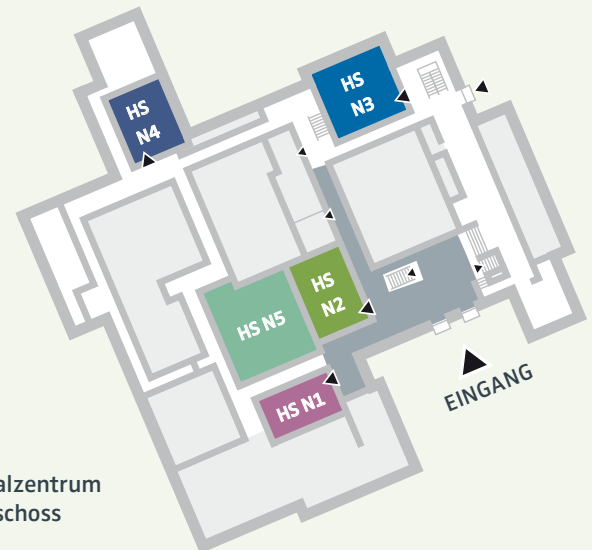 HS
N4
HS
N3
HS
N2
HS N5
HS N1
EINGANG
alzentrum
schoss